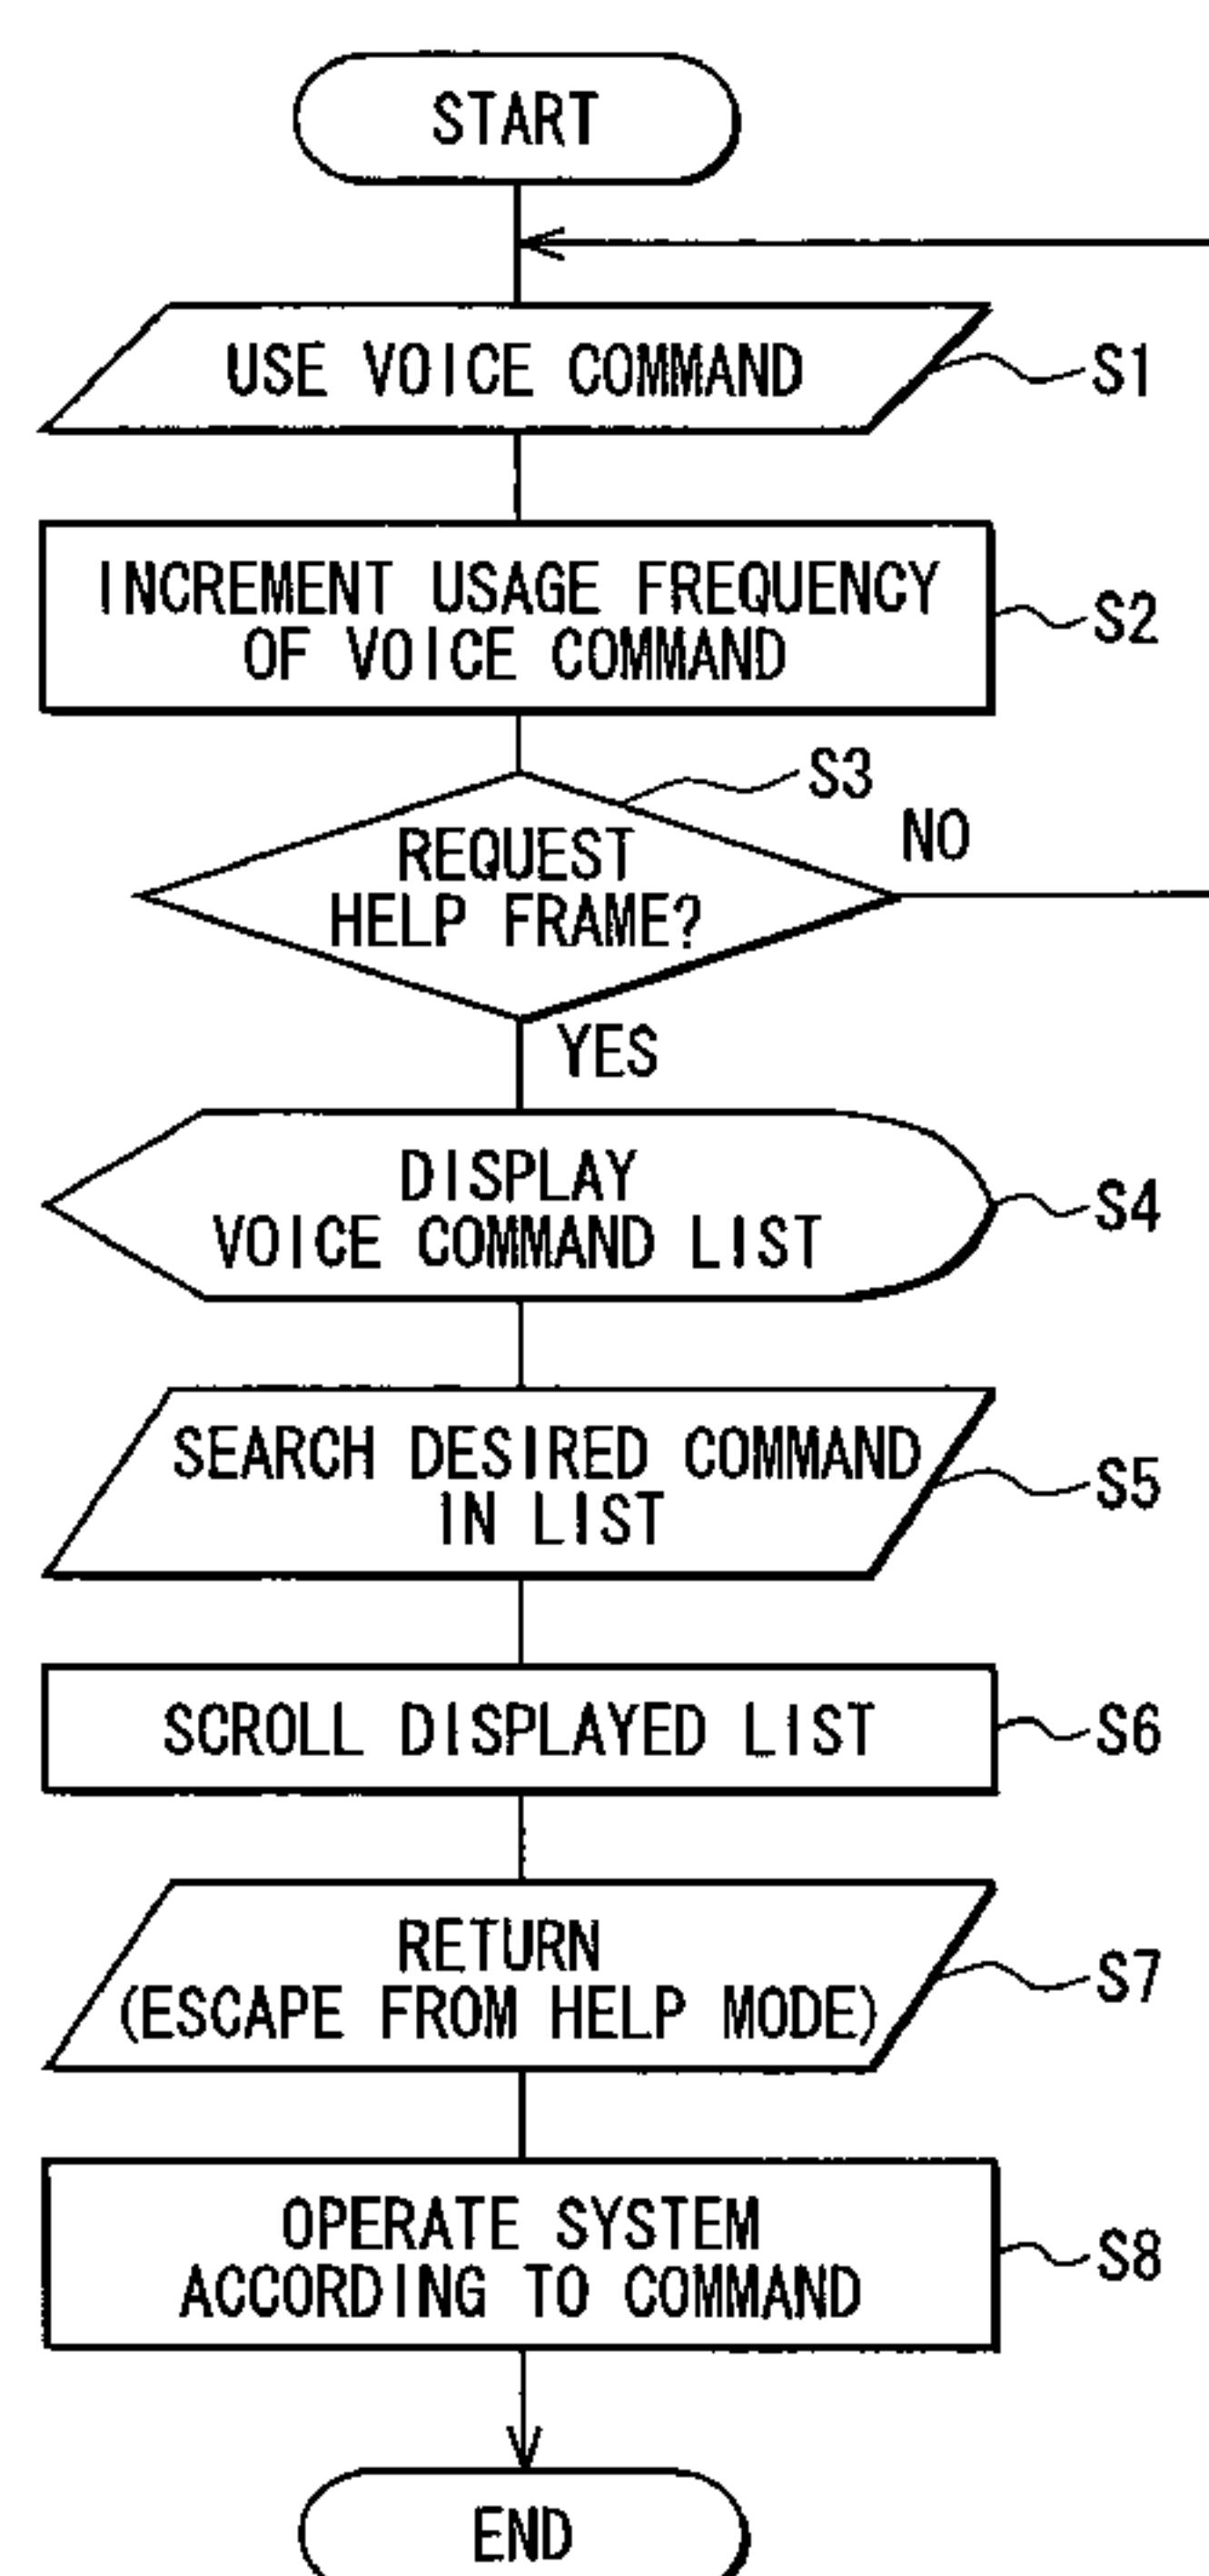 START
USE VOICE COMMAND
S1
INCREMENT USAGE FREQUENCY
OF VOICE COMMAND
S2
S3
REQUEST
HELP FRAME?
NO
YES
DISPLAY
VOICE COMMAND LIST
S4
SEARCH DESIRED COMMAND
IN LIST
S5
SCROLL DISPLAYED LIST
S6
RETURN
(ESCAPE FROM HELP MODE)
S7
OPERATE SYSTEM
ACCORDING TO COMMAND
S8
END